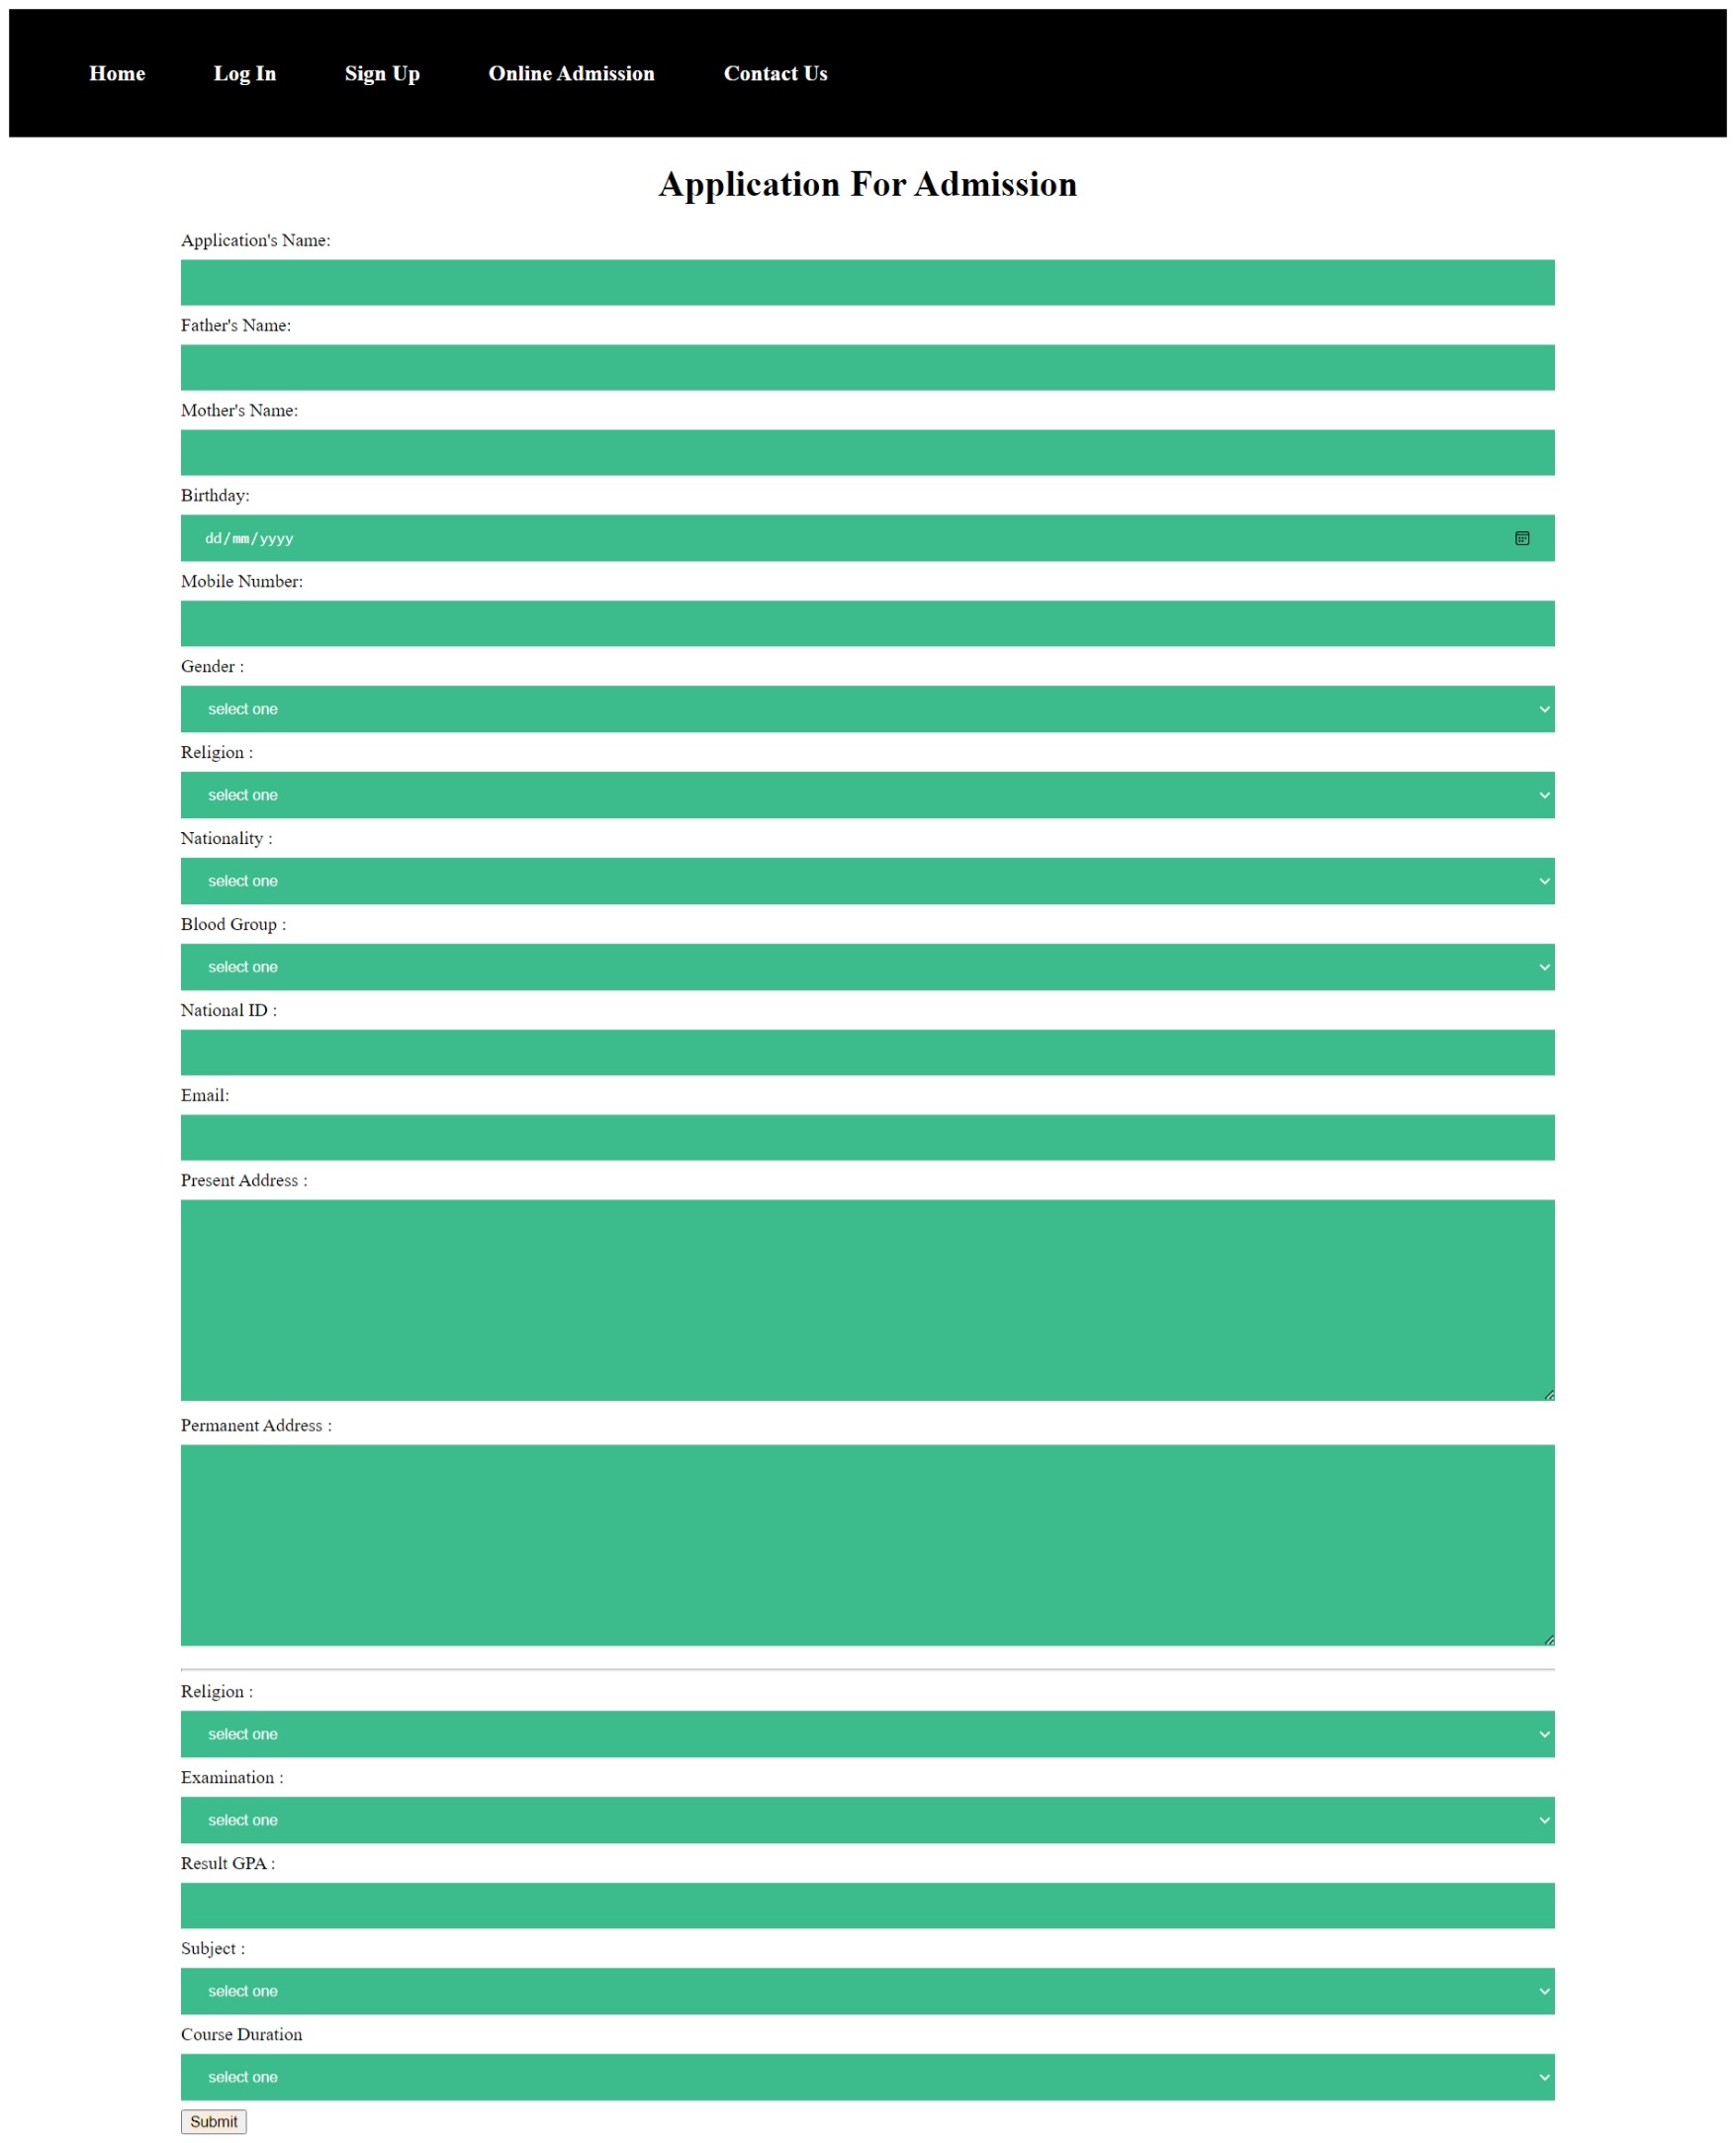 Home Log In Sign Up Online Admission Contact Us
Application For Admission
Application's Name:
Father's Name:
Mother's Name:
Birthday:
dd/mm/yyyy
Mobile Number:
Gender :
select one
Religion :
select one
Nationality :
select one
Blood Group :
select one
National ID :
Email:
Present Address :
Permanent Address :
Religion :
select one
Examination :
select one
Result GPA :
Subject :
select one
Course Duration
select one
Submit